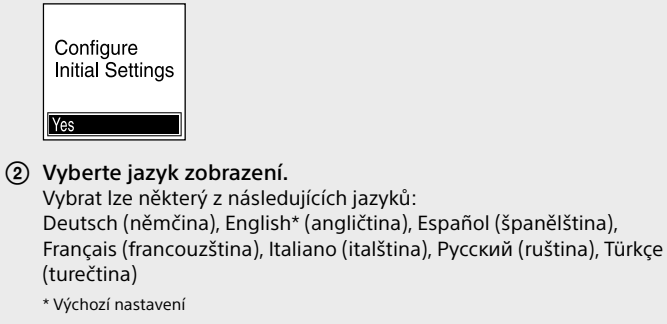 Configure
Initial Settings
Yes
② Vyberte jazyk zobrazení.
Vybrat lze některý z následujících jazyků:
Deutsch (němčina), English* (angličtina), Español (španělština),
Français (francouzština), Italiano (italština), Русский (ruština), Türkçe
(turečtina)
* Výchozí nastavení